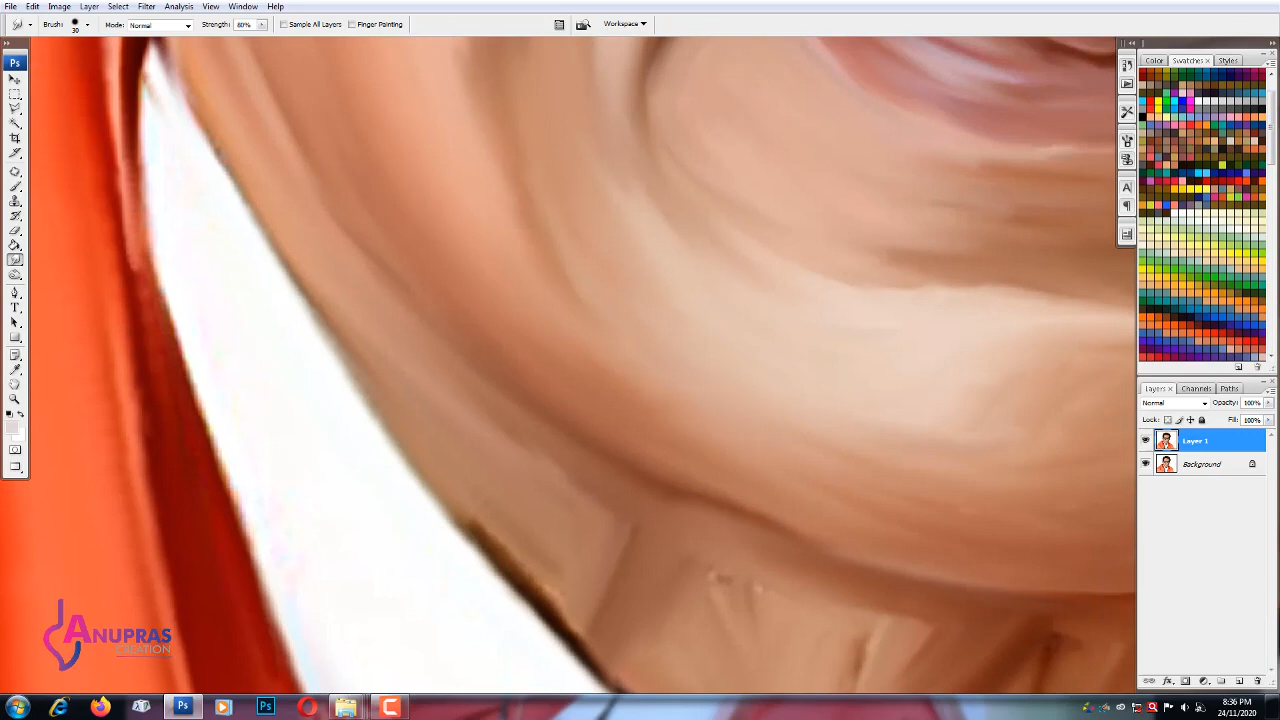 File Edit Image Layer Select Filter Analysis View Window Help
Brush: 30 Mode: Normal Strength: 80% Sample All Layers Finger Painting Workspace
Ps
Color Swatches Styles
Layers Channels Paths
Normal Opacity: 100%
Lock: Fill: 100%
Layer 1
Background
ANUPRAS
CREATION
8:36 PM
24/11/2020